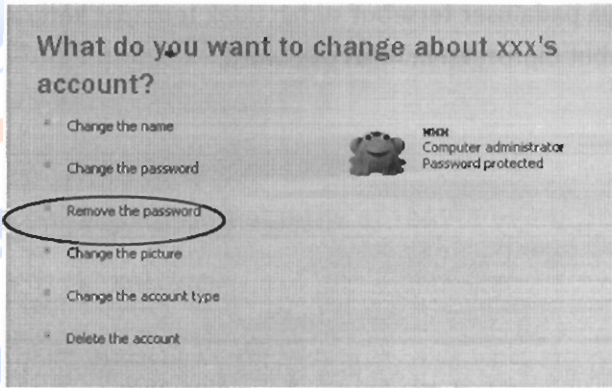 What do you want to change about xxx's
account?
Change the name
Change the password
Remove the password
Change the picture
Change the account type
Delete the account
xxx
Computer administrator
Password protected